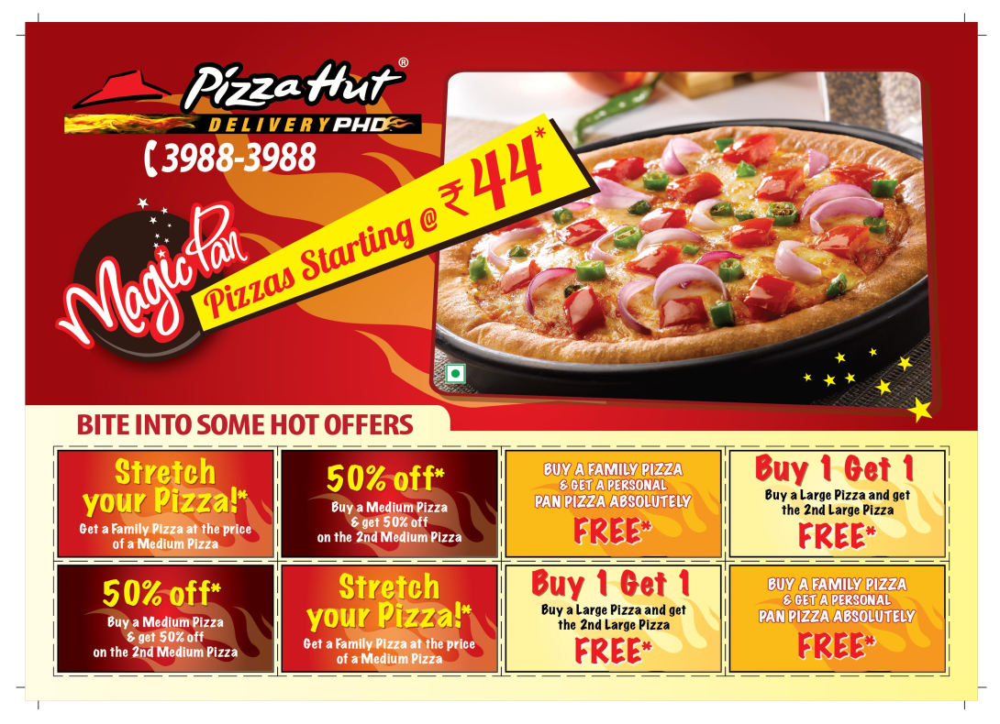 Pizza Hut®
DELIVERY PHD
3988-3988
Magic Pan
Pizzas Starting @ ₹44*
BITE INTO SOME HOT OFFERS
Stretch
your Pizza!*
Get a Family Pizza at the price
of a Medium Pizza
50% off*
Buy a Medium Pizza
& get 50% off
on the 2nd Medium Pizza
BUY A FAMILY PIZZA
& GET A PERSONAL
PAN PIZZA ABSOLUTELY
FREE*
Buy 1 Get 1
Buy a Large Pizza and get
the 2nd Large Pizza
FREE*
50% off*
Buy a Medium Pizza
& get 50% off
on the 2nd Medium Pizza
Stretch
your Pizza!*
Get a Family Pizza at the price
of a Medium Pizza
Buy 1 Get 1
Buy a Large Pizza and get
the 2nd Large Pizza
FREE*
BUY A FAMILY PIZZA
& GET A PERSONAL
PAN PIZZA ABSOLUTELY
FREE*